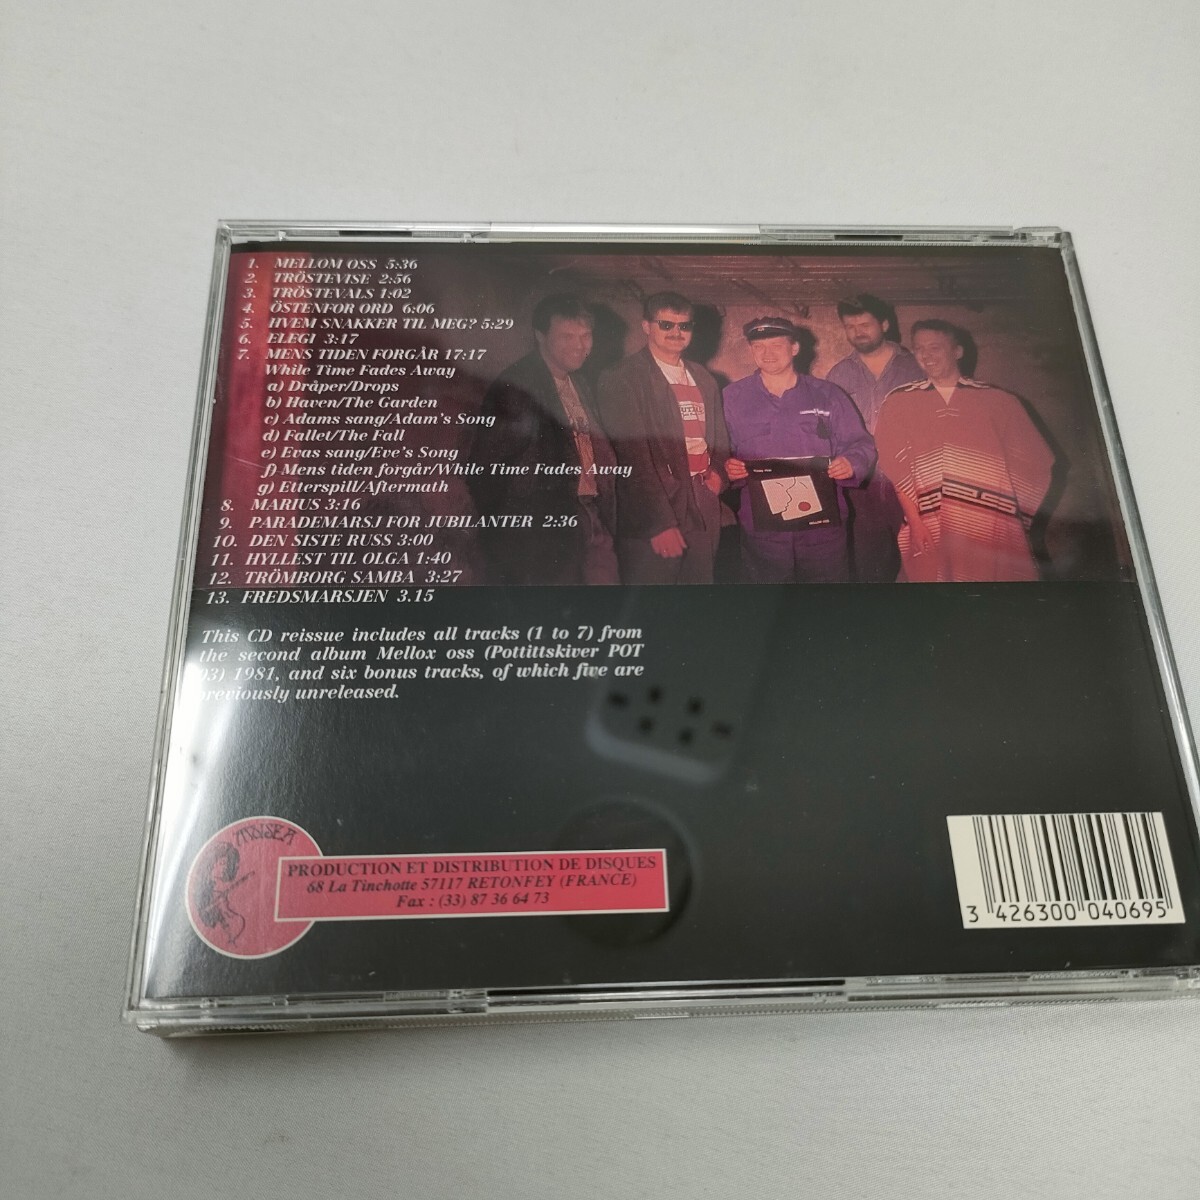 1. MELLOM OSS 5:36
2. TRÖSTEVISE 2:56
3. TRÖSTEVALS 1:02
4. ÖSTENFOR ORD 6:06
5. HVEM SNAKKER TIL MEG? 5:29
6. ELEGI 3:17
7. MENS TIDEN FORGÅR 17:17
While Time Fades Away
a) Dråper/Drops
b) Haven/The Garden
c) Adams sang/Adam's Song
d) Fallet/The Fall
e) Evas sang/Eve's Song
f) Mens tiden forgår/While Time Fades Away
g) Etterspill/Aftermath
8. MARIUS 3:16
9. PARADEMARSJ FOR JUBILANTER 2:36
10. DEN SISTE RUSS 3:00
11. HYLLEST TIL OLGA 1:40
12. TRÖMBORG SAMBA 3:27
13. FREDSMARSJEN 3.15
This CD reissue includes all tracks (1 to 7) from
the second album Mellox oss (Pottittskiver POT
03) 1981, and six bonus tracks, of which five are
previously unreleased.
MUSEA
PRODUCTION ET DISTRIBUTION DE DISQUES
68 La Tinchotte 57117 RETONFEY (FRANCE)
Fax : (33) 87 36 64 73
3 426300 040695